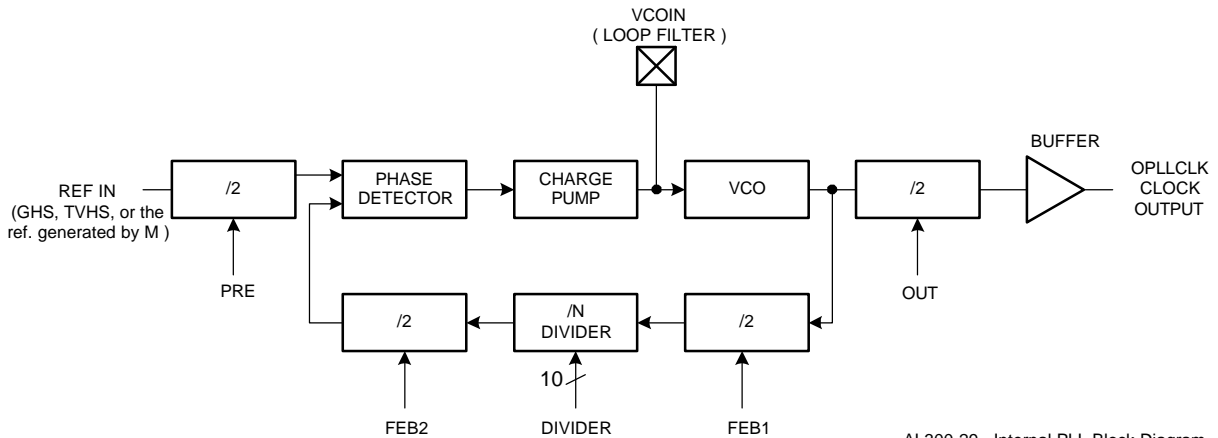 VCOIN
( LOOP FILTER )
BUFFER
REF IN
(GHS, TVHS, or the
ref. generated by M )
/2
PHASE
DETECTOR
CHARGE
PUMP
VCO
/2
OPLLCLK
CLOCK
OUTPUT
PRE
OUT
/2
/N
DIVIDER
/2
10
FEB2
DIVIDER
FEB1